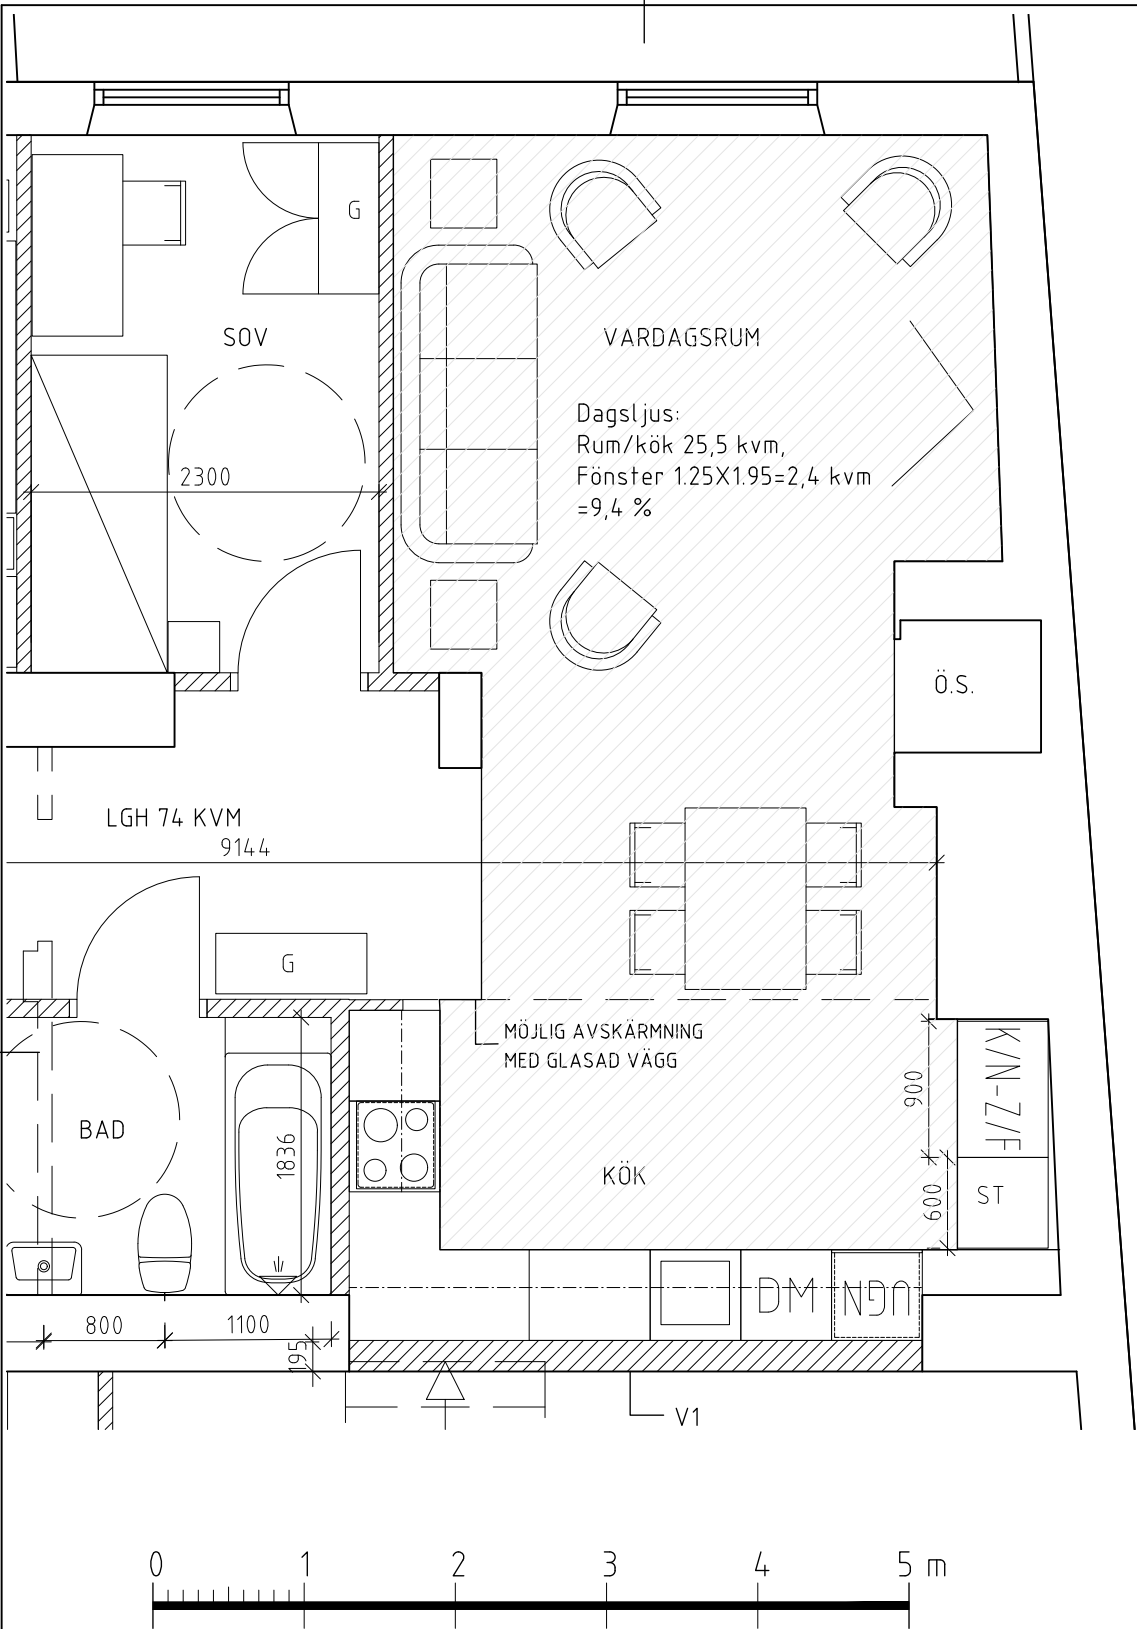 G
SOV
VARDAGSRUM
Dagsljus:
Rum/kök 25,5 kvm,
Fönster 1.25X1.95=2,4 kvm
=9,4 %
2300
Ö.S.
LGH 74 KVM
9144
G
MÖJLIG AVSKÄRMNING
MED GLASAD VÄGG
K/N-Z/F
900
BAD
1836
KÖK
ST
600
DM
UGN
800
1100
195
V1
0 1 2 3 4 5 m